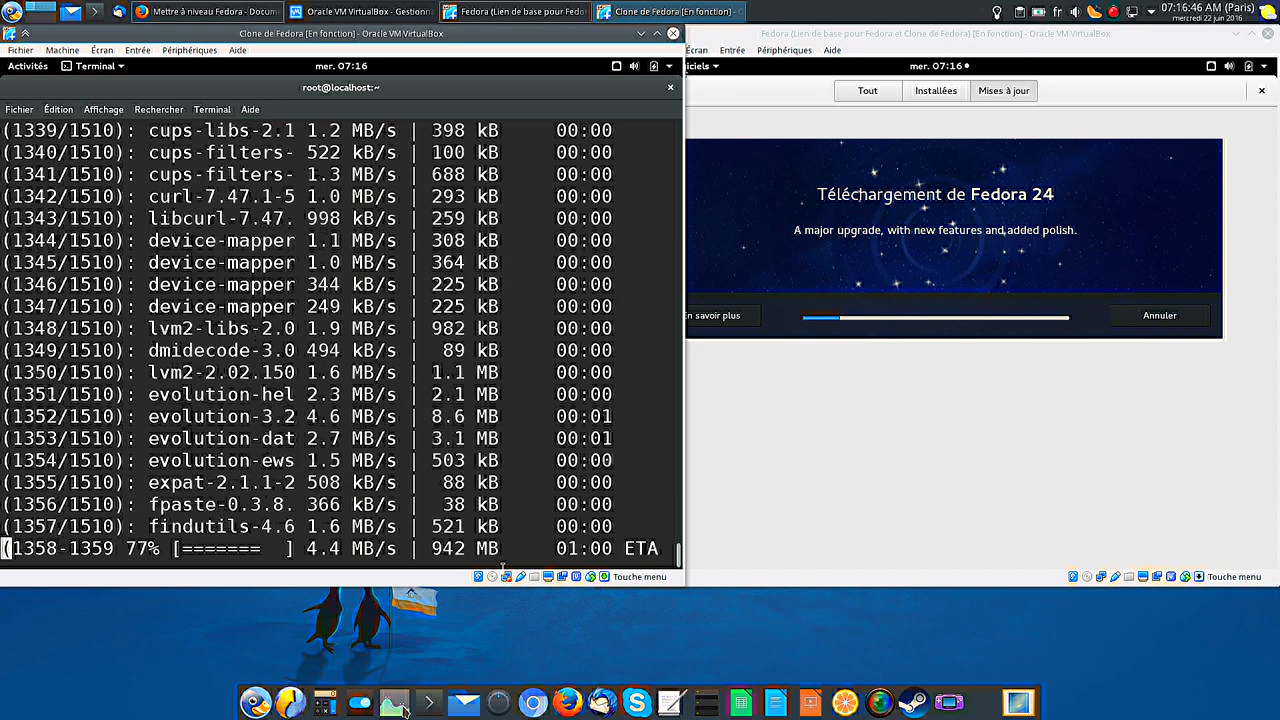 Mettre à niveau Fedora - Docum
Oracle VM VirtualBox - Gestion
Fedora (Lien de base pour Fedora
Clone de Fedora [En fonction] -
fr
(Paris)
07:16:46 AM
mercredi 22 juin 2016
Clone de Fedora [En fonction] - Oracle VM VirtualBox
Fichier Machine Écran Entrée Périphériques Aide
Activités Terminal mer. 07:16
root@localhost:~
Fichier Édition Affichage Rechercher Terminal Aide
(1339/1510): cups-libs-2.1 1.2 MB/s | 398 kB 00:00
(1340/1510): cups-filters- 522 kB/s | 100 kB 00:00
(1341/1510): cups-filters- 1.3 MB/s | 688 kB 00:00
(1342/1510): curl-7.47.1-5 1.0 MB/s | 293 kB 00:00
(1343/1510): libcurl-7.47. 998 kB/s | 259 kB 00:00
(1344/1510): device-mapper 1.1 MB/s | 308 kB 00:00
(1345/1510): device-mapper 1.0 MB/s | 364 kB 00:00
(1346/1510): device-mapper 344 kB/s | 225 kB 00:00
(1347/1510): device-mapper 249 kB/s | 225 kB 00:00
(1348/1510): lvm2-libs-2.0 1.9 MB/s | 982 kB 00:00
(1349/1510): dmidecode-3.0 494 kB/s | 89 kB 00:00
(1350/1510): lvm2-2.02.150 1.6 MB/s | 1.1 MB 00:00
(1351/1510): evolution-hel 2.3 MB/s | 2.1 MB 00:00
(1352/1510): evolution-3.2 4.6 MB/s | 8.6 MB 00:01
(1353/1510): evolution-dat 2.7 MB/s | 3.1 MB 00:01
(1354/1510): evolution-ews 1.5 MB/s | 503 kB 00:00
(1355/1510): expat-2.1.1-2 508 kB/s | 88 kB 00:00
(1356/1510): fpaste-0.3.8. 366 kB/s | 38 kB 00:00
(1357/1510): findutils-4.6 1.6 MB/s | 521 kB 00:00
(1358-1359 77% [======= ] 4.4 MB/s | 942 MB 01:00 ETA
Touche menu
Fedora (Lien de base pour Fedora et Clone de Fedora) [En fonction] - Oracle VM VirtualBox
Écran Entrée Périphériques Aide
iciels mer. 07:16
Tout Installées Mises à jour
Téléchargement de Fedora 24
A major upgrade, with new features and added polish.
En savoir plus
Annuler
Touche menu